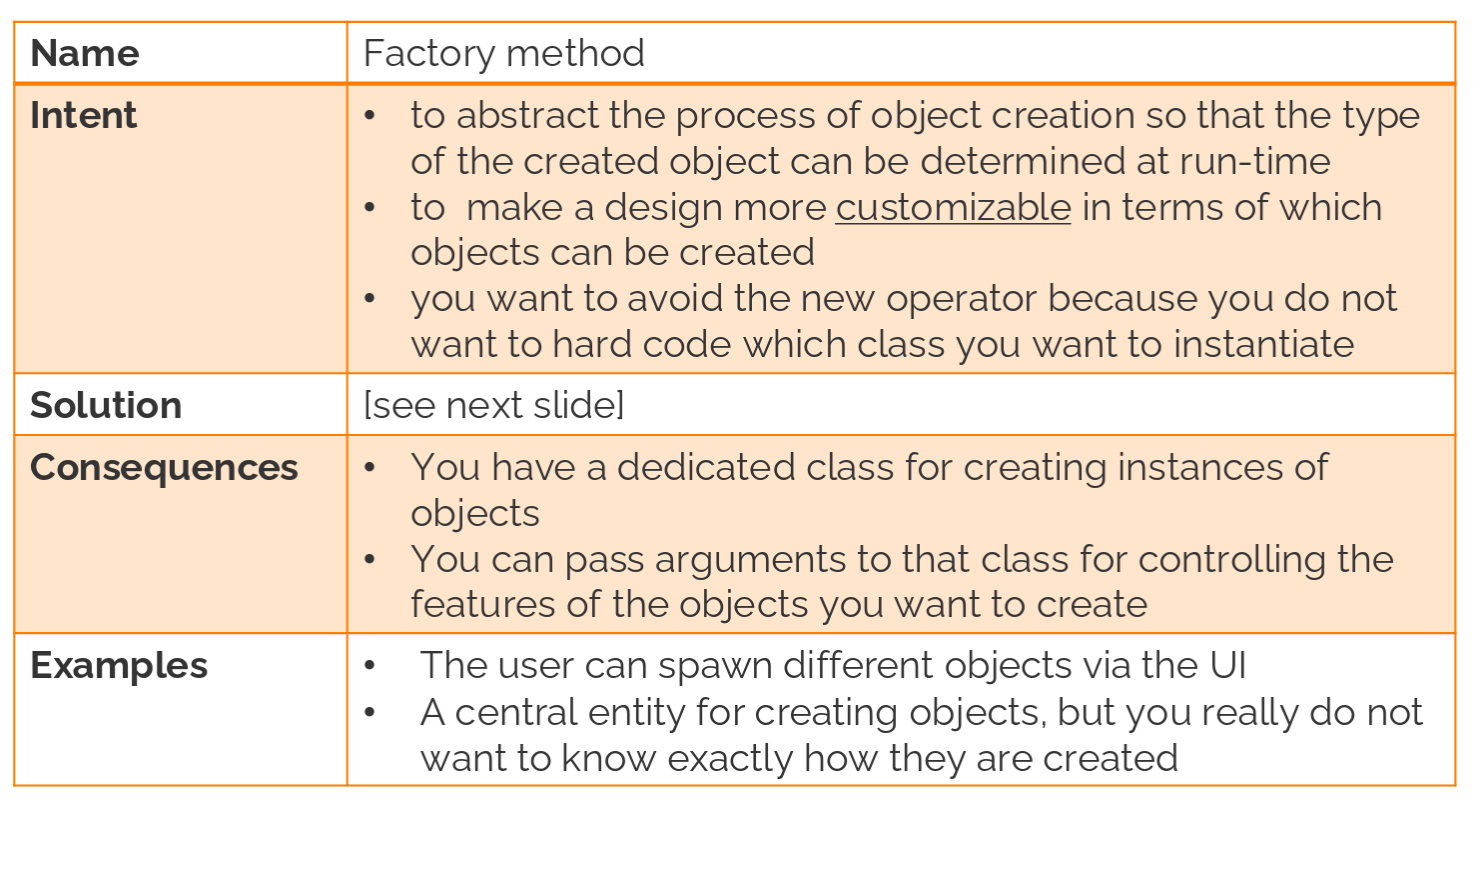 Name
Factory method
Intent
• to abstract the process of object creation so that the type
of the created object can be determined at run-time
• to  make a design more customizable in terms of which
objects can be created
• you want to avoid the new operator because you do not
want to hard code which class you want to instantiate
Solution
[see next slide]
Consequences
• You have a dedicated class for creating instances of
objects
• You can pass arguments to that class for controlling the
features of the objects you want to create
Examples
• The user can spawn different objects via the UI
• A central entity for creating objects, but you really do not
want to know exactly how they are created